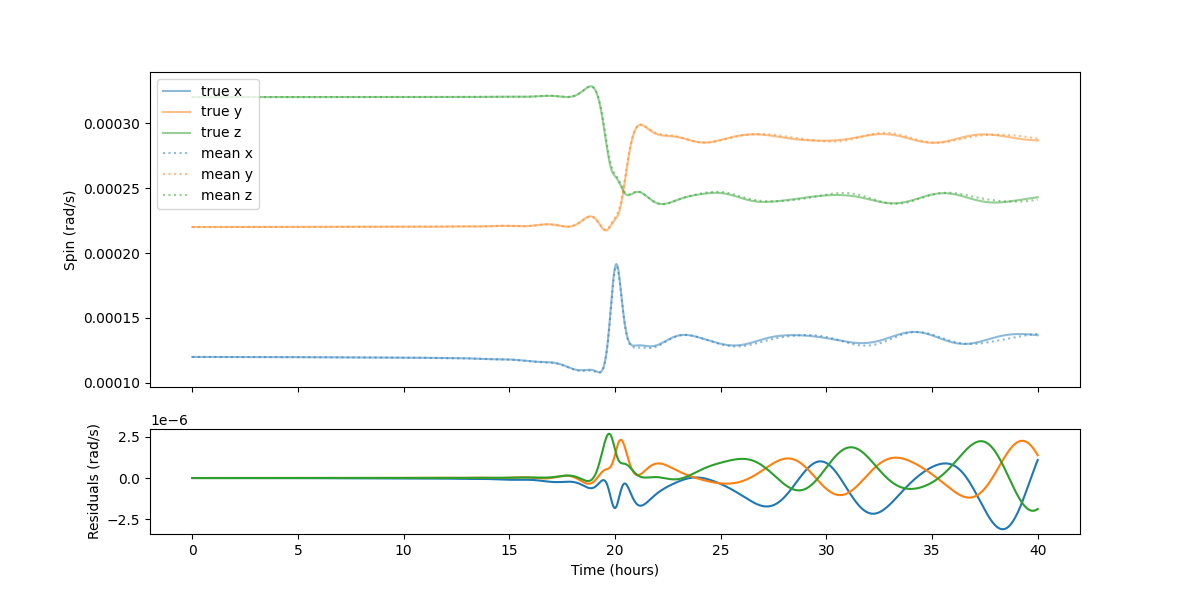 true x
true y
true z
mean x
mean y
mean z
Spin (rad/s)
0.00030
0.00025
0.00020
0.00015
0.00010
1e−6
Residuals (rad/s)
2.5
0.0
−2.5
0 5 10 15 20 25 30 35 40
Time (hours)